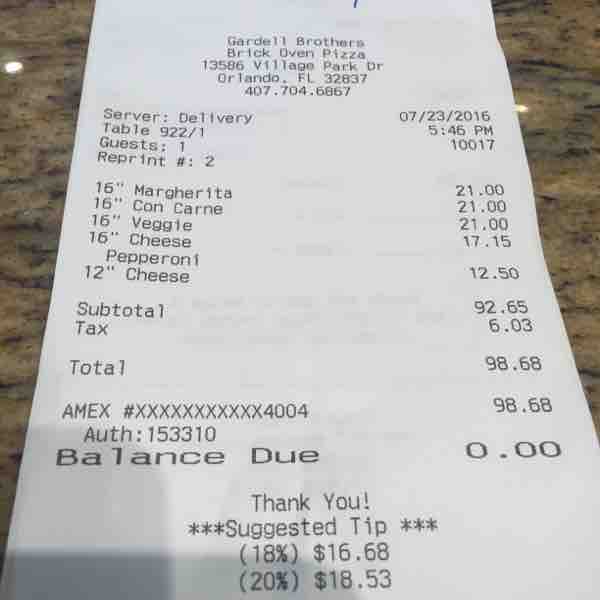 Gardell Brothers
Brick Oven Pizza
13586 Village Park Dr
Orlando, FL 32837
407.704.6867
Server: Delivery 07/23/2016
Table 922/1 5:46 PM
Guests: 1 10017
Reprint #: 2
16" Margherita 21.00
16" Con Carne 21.00
16" Veggie 21.00
16" Cheese 17.15
Pepperoni
12" Cheese 12.50
Subtotal 92.65
Tax 6.03
Total 98.68
AMEX #XXXXXXXXXXX4004 98.68
Auth:153310
Balance Due 0.00
Thank You!
***Suggested Tip ***
(18%) $16.68
(20%) $18.53